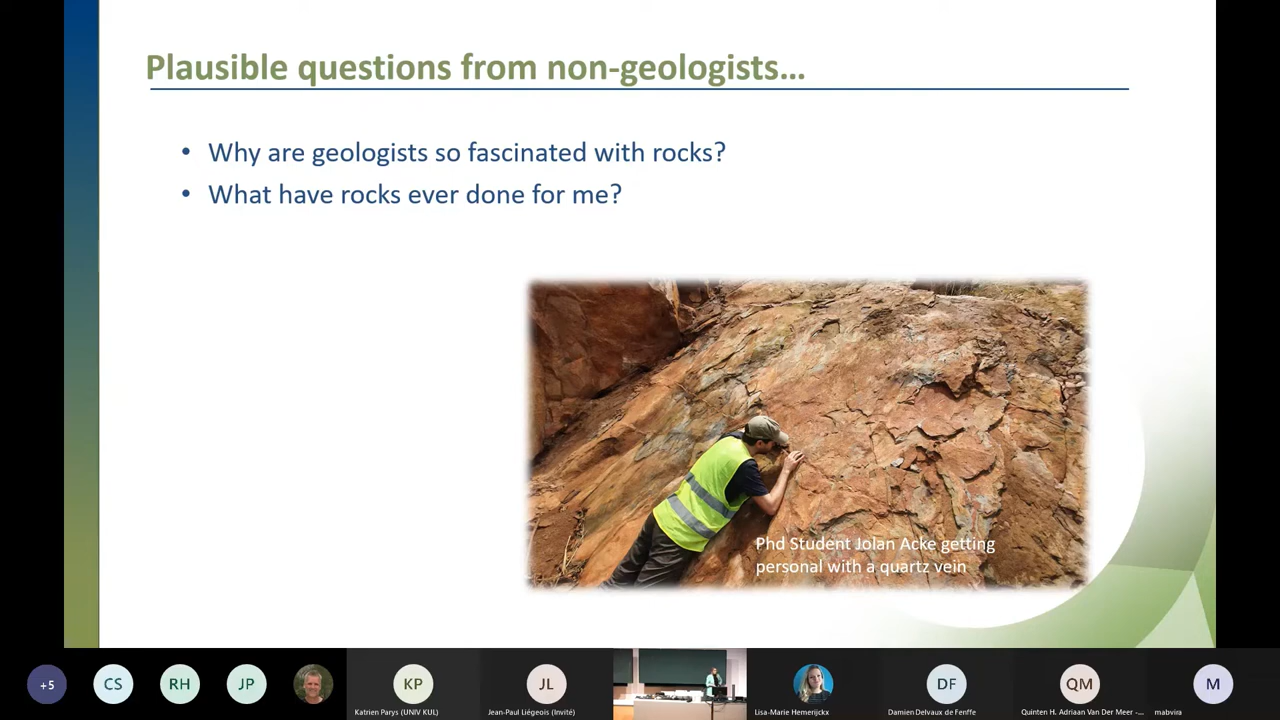 Plausible questions from non-geologists...
• Why are geologists so fascinated with rocks?
• What have rocks ever done for me?
Phd Student Jolan Acke getting
personal with a quartz vein
+5
CS
RH
JP
KP
Katrien Parys (UNIV KUL)
JL
Jean-Paul Liégeois (Invité)
Lisa-Marie Hemerijckx
DF
Damien Delvaux de Fenffe
QM
Quinten H. Adriaan Van Der Meer -...
M
mabvira